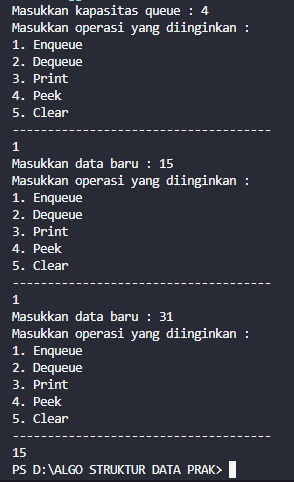 Masukkan kapasitas queue : 4
Masukkan operasi yang diinginkan :
1. Enqueue
2. Dequeue
3. Print
4. Peek
5. Clear
-------------------------------------
1
Masukkan data baru : 15
Masukkan operasi yang diinginkan :
1. Enqueue
2. Dequeue
3. Print
4. Peek
5. Clear
-------------------------------------
1
Masukkan data baru : 31
Masukkan operasi yang diinginkan :
1. Enqueue
2. Dequeue
3. Print
4. Peek
5. Clear
-------------------------------------
15
PS D:\ALGO STRUKTUR DATA PRAK>